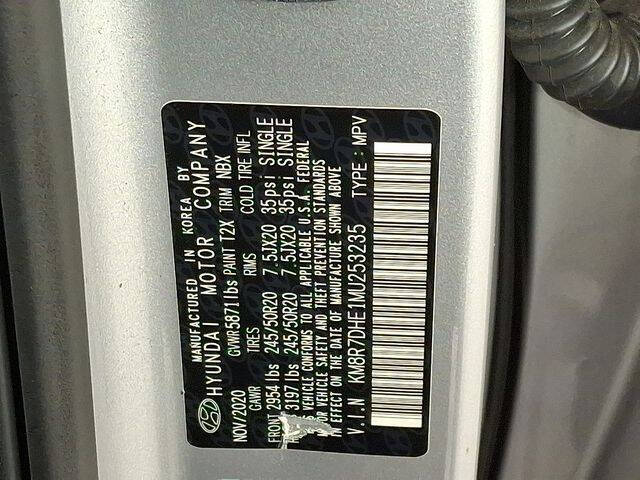 MANUFACTURED IN KOREA BY
HYUNDAI MOTOR COMPANY
NOV/2020 GVWR5871lbs PAINT T2X TRIM NBX
GAWR TIRES RIMS COLD TIRE INFL
FRONT 2954 lbs 245/50R20 7.5JX20 35psi SINGLE
3197 lbs 245/50R20 7.5JX20 35psi SINGLE
VEHICLE CONFORMS TO ALL APPLICABLE U.S.A. FEDERAL
MOTOR VEHICLE SAFETY AND THEFT PREVENTION STANDARDS
IN EFFECT ON THE DATE OF MANUFACTURE SHOWN ABOVE
V.I.N KM8R7DHE1MU253235 TYPE : MPV